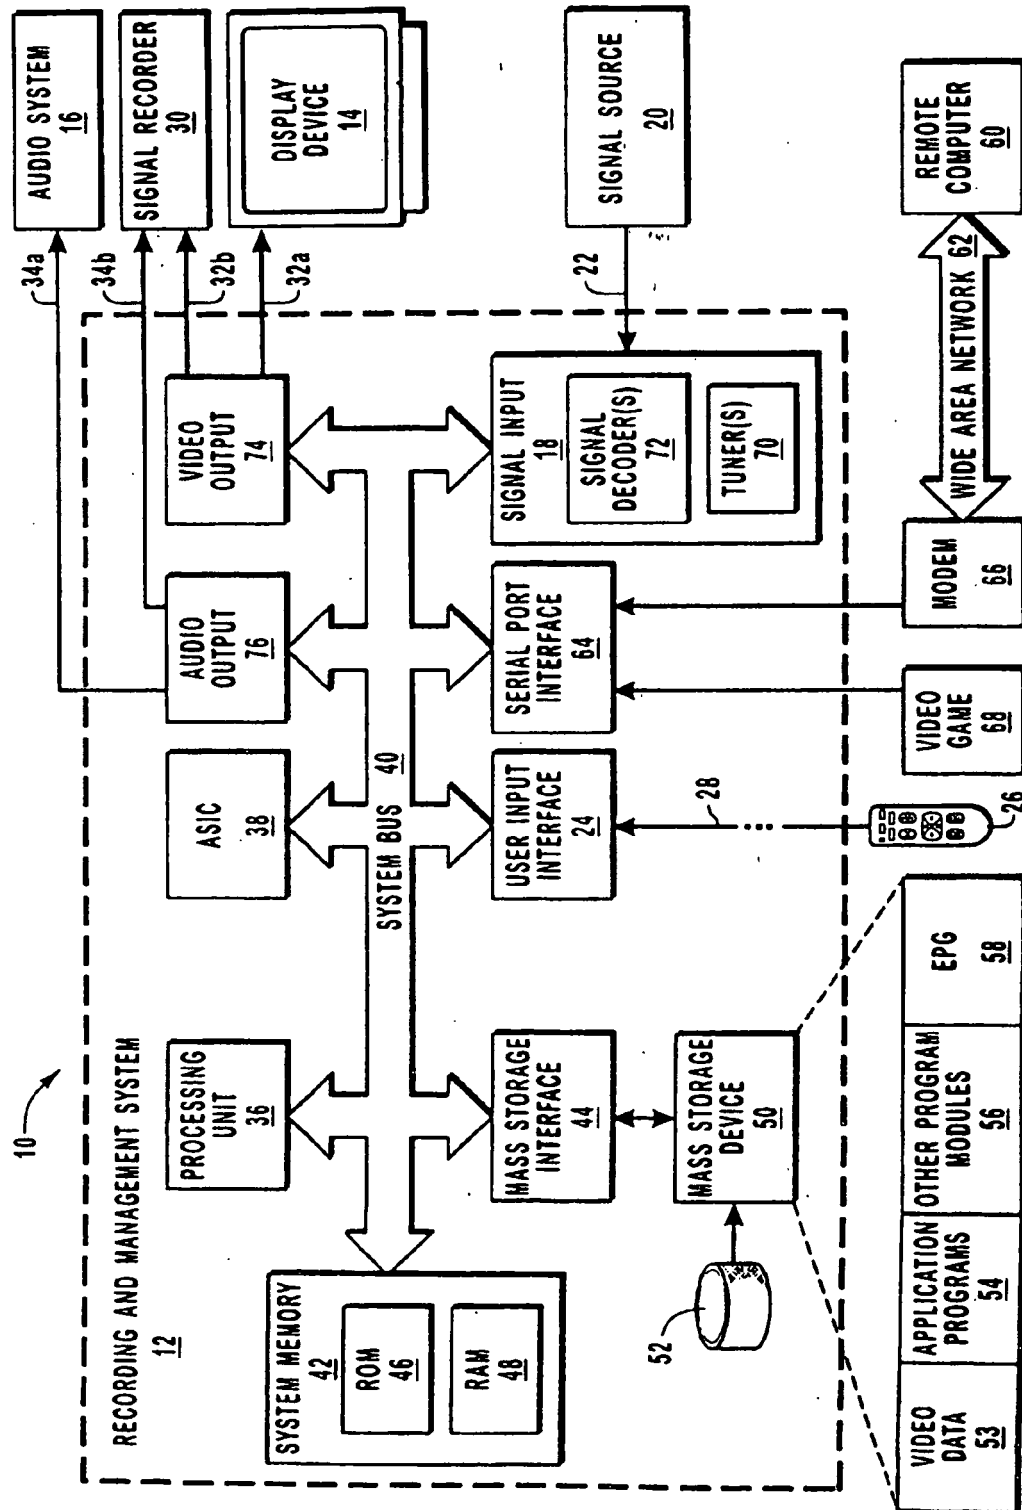 10
RECORDING AND MANAGEMENT SYSTEM
12
PROCESSING
UNIT
36
ASIC
38
AUDIO
OUTPUT
76
VIDEO
OUTPUT
74
34a
34b
32b
32a
AUDIO SYSTEM
16
SIGNAL RECORDER
30
DISPLAY
DEVICE
14
SYSTEM BUS
40
SYSTEM MEMORY
42
ROM
46
RAM
48
MASS STORAGE
INTERFACE
44
USER INPUT
INTERFACE
24
SERIAL PORT
INTERFACE
64
SIGNAL INPUT
18
SIGNAL
DECODER(S)
72
TUNER(S)
70
22
SIGNAL SOURCE
20
52
MASS STORAGE
DEVICE
50
28
26
VIDEO
DATA
53
APPLICATION
PROGRAMS
54
OTHER PROGRAM
MODULES
56
EPG
58
VIDEO
GAME
68
MODEM
66
WIDE AREA NETWORK 62
REMOTE
COMPUTER
60